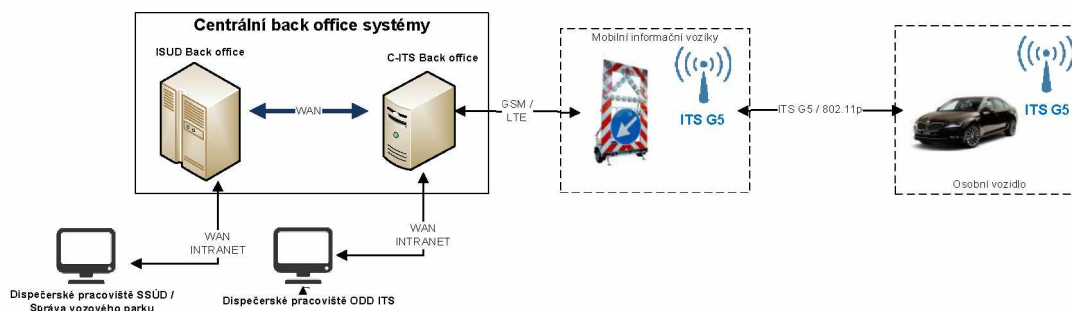 Centrální back office systémy
ISUD Back office
C-ITS Back office
WAN
GSM /
LTE
Mobilní informační vozíky
ITS G5
ITS G5 / 802.11p
ITS G5
Osobní vozidlo
WAN
INTRANET
WAN
INTRANET
Dispečerské pracoviště SSÚD /
Správa vozového parku
Dispečerské pracoviště ODD ITS